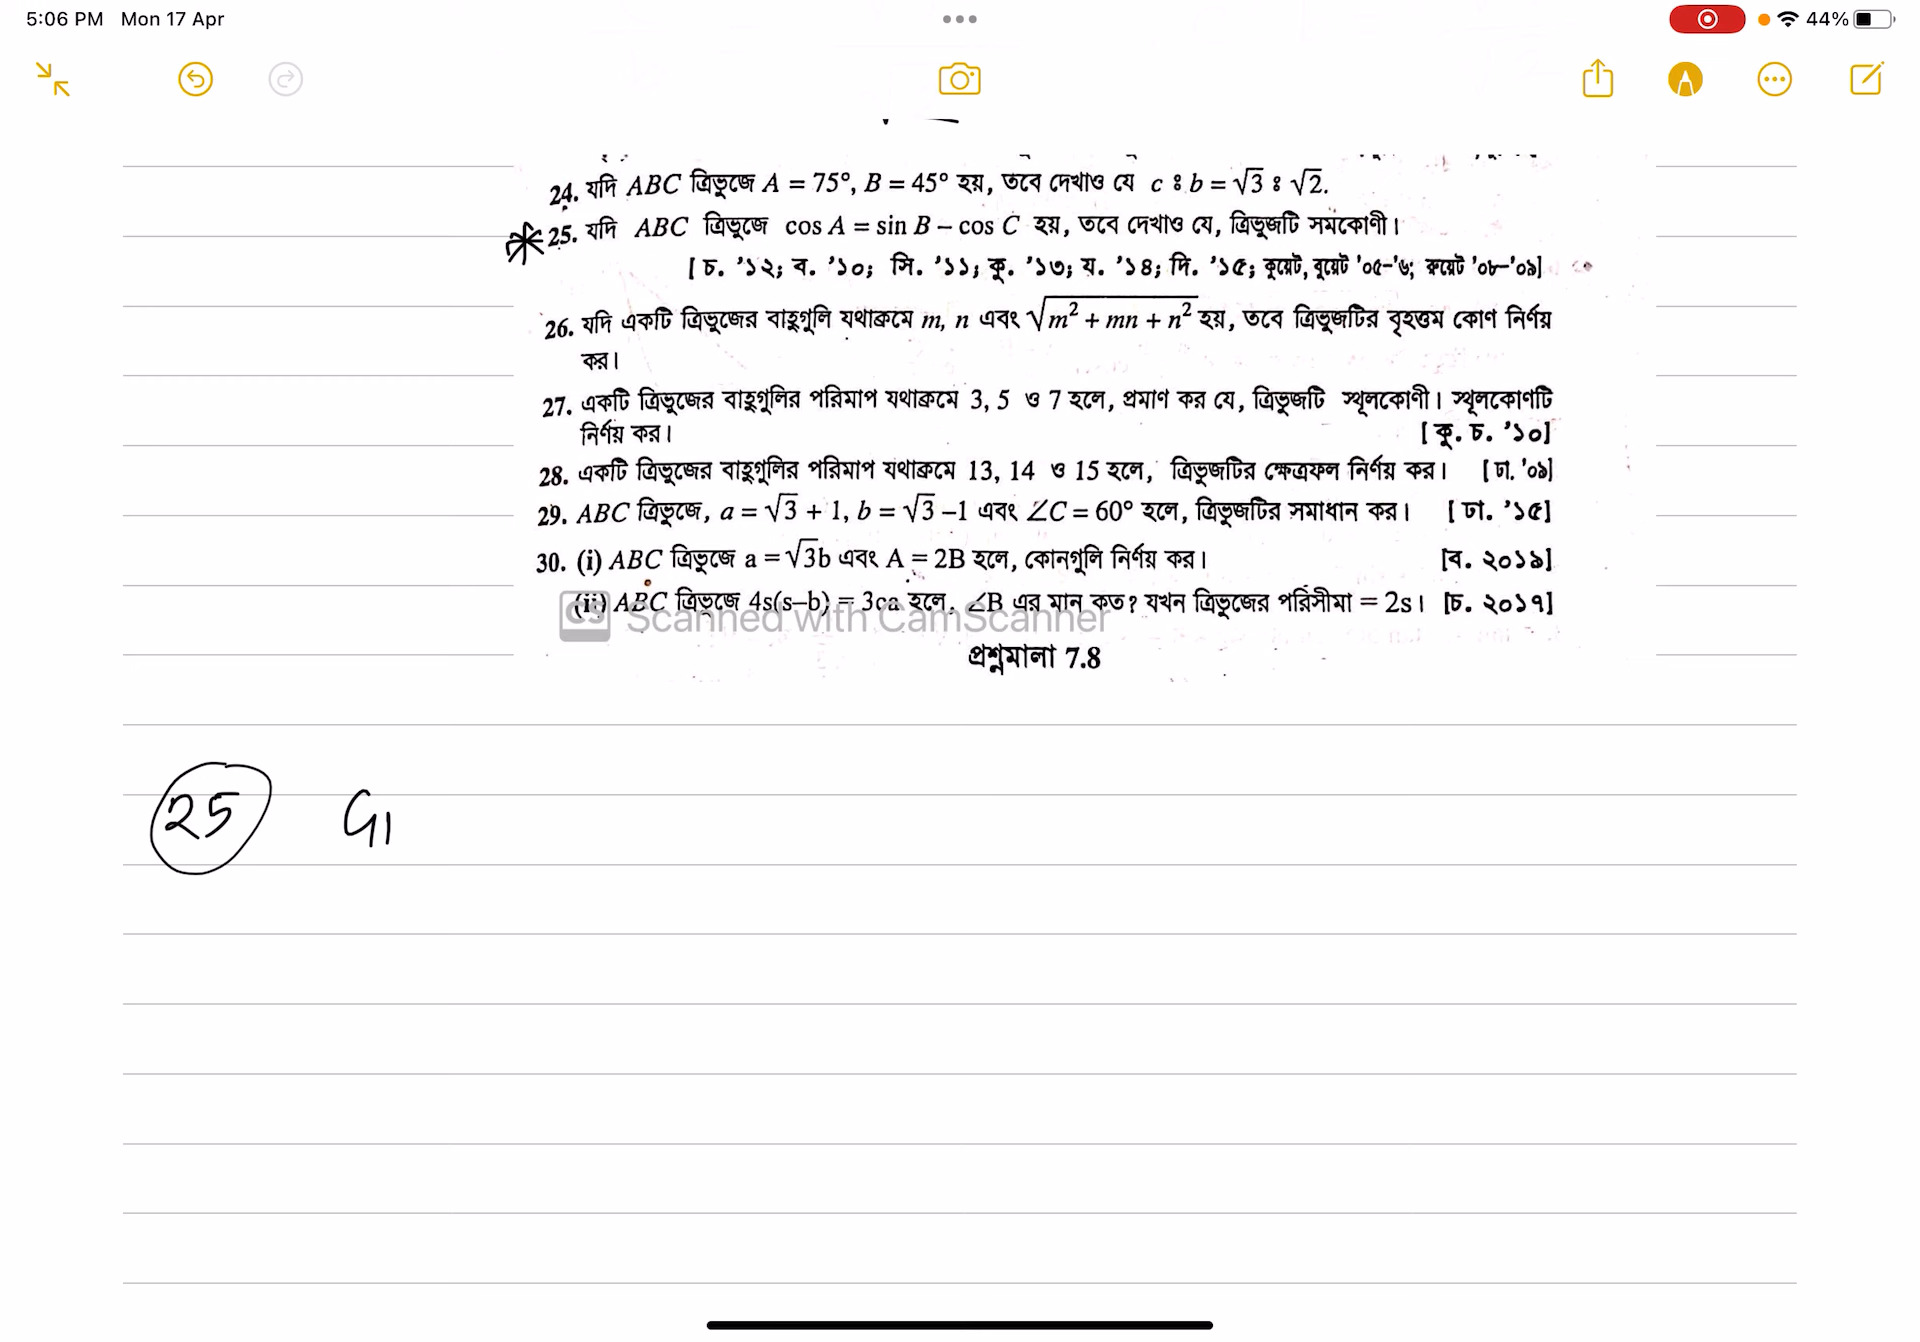 5:06 PM Mon 17 Apr
44%
24. যদি ABC ত্রিভুজে A = 75°, B = 45° হয়, তবে দেখাও যে c ঃ b = √3 ঃ √2.
25. যদি ABC ত্রিভুজে cos A = sin B – cos C হয়, তবে দেখাও যে, ত্রিভুজটি সমকোণী।
[ চ. '১২; ব. '১০; সি. '১১; কু. '১৩; য. '১৪; দি. '১৫; কুয়েট, বুয়েট '০৫–'৬; রুয়েট '০৮–'০৯]
26. যদি একটি ত্রিভুজের বাহুগুলি যথাক্রমে m, n এবং √(m² + mn + n²) হয়, তবে ত্রিভুজটির বৃহত্তম কোণ নির্ণয়
কর।
27. একটি ত্রিভুজের বাহুগুলির পরিমাপ যথাক্রমে 3, 5 ও 7 হলে, প্রমাণ কর যে, ত্রিভুজটি স্থূলকোণী। স্থূলকোণটি
নির্ণয় কর। [ কু. চ. '১০]
28. একটি ত্রিভুজের বাহুগুলির পরিমাপ যথাক্রমে 13, 14 ও 15 হলে, ত্রিভুজটির ক্ষেত্রফল নির্ণয় কর। [ ঢা. '০৯]
29. ABC ত্রিভুজে, a = √3 + 1, b = √3 –1 এবং ∠C = 60° হলে, ত্রিভুজটির সমাধান কর। [ ঢা. '১৫]
30. (i) ABC ত্রিভুজে a = √3b এবং A = 2B হলে, কোনগুলি নির্ণয় কর। [ব. ২০১৯]
(ii) ABC ত্রিভুজে 4s(s–b) = 3ca হলে, ∠B এর মান কত? যখন ত্রিভুজের পরিসীমা = 2s। [চ. ২০১৭]
CS Scanned with CamScanner
প্রশ্নমালা 7.8
25